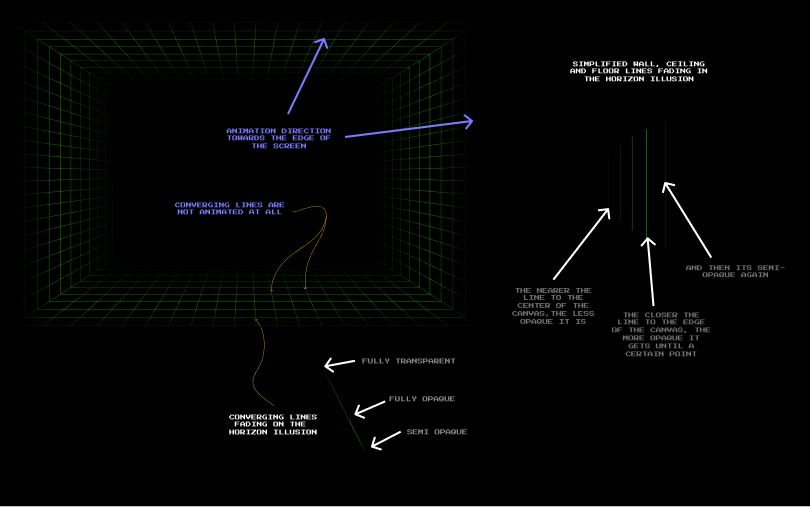 SIMPLIFIED WALL, CEILING
AND FLOOR LINES FADING IN
THE HORIZON ILLUSION
ANIMATION DIRECTION
TOWARDS THE EDGE OF
THE SCREEN
CONVERGING LINES ARE
NOT ANIMATED AT ALL
AND THEN ITS SEMI-
OPAQUE AGAIN
THE NEARER THE
LINE TO THE
CENTER OF THE
CANVAS,THE LESS
OPAQUE IT IS
THE CLOSER THE
LINE TO THE EDGE
OF THE CANVAS, THE
MORE OPAQUE IT
GETS UNTIL A
CERTAIN POINT
FULLY TRANSPARENT
FULLY OPAQUE
CONVERGING LINES
FADING ON THE
HORIZON ILLUSION
SEMI OPAQUE